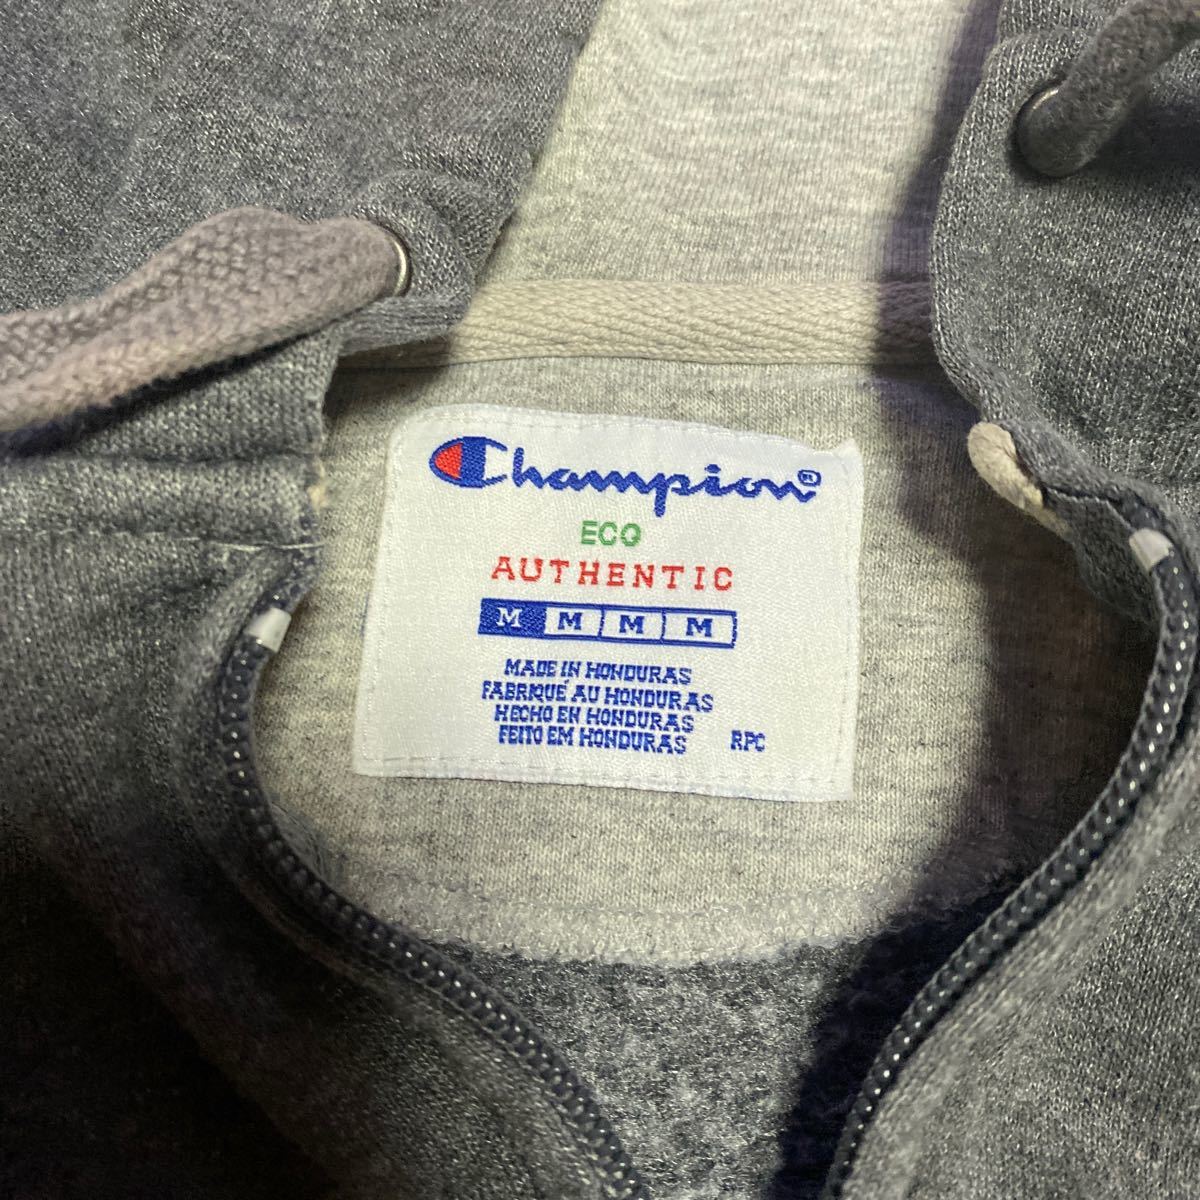 Champion®
ECO
AUTHENTIC
M M M M
MADE IN HONDURAS
FABRIQUÉ AU HONDURAS
HECHO EN HONDURAS
FEITO EM HONDURAS RPC